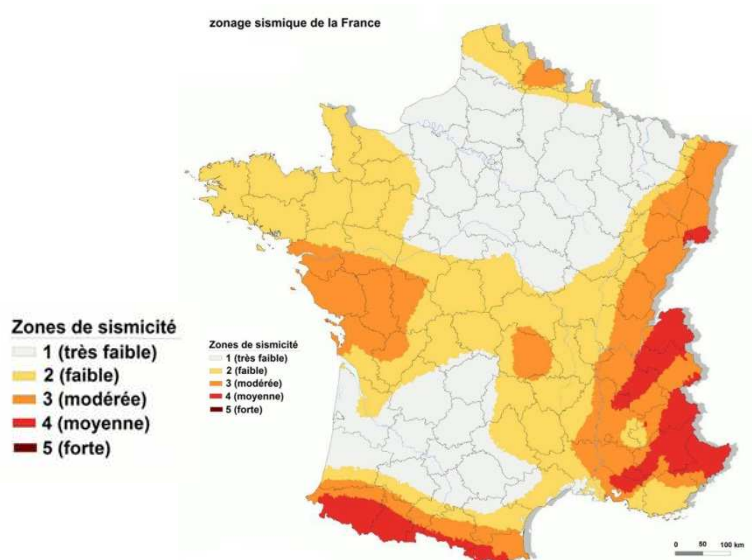 zonage sismique de la France
Zones de sismicité
1 (très faible)
2 (faible)
3 (modérée)
4 (moyenne)
5 (forte)
Zones de sismicité
1 (très faible)
2 (faible)
3 (modérée)
4 (moyenne)
5 (forte)
0 50 100 km